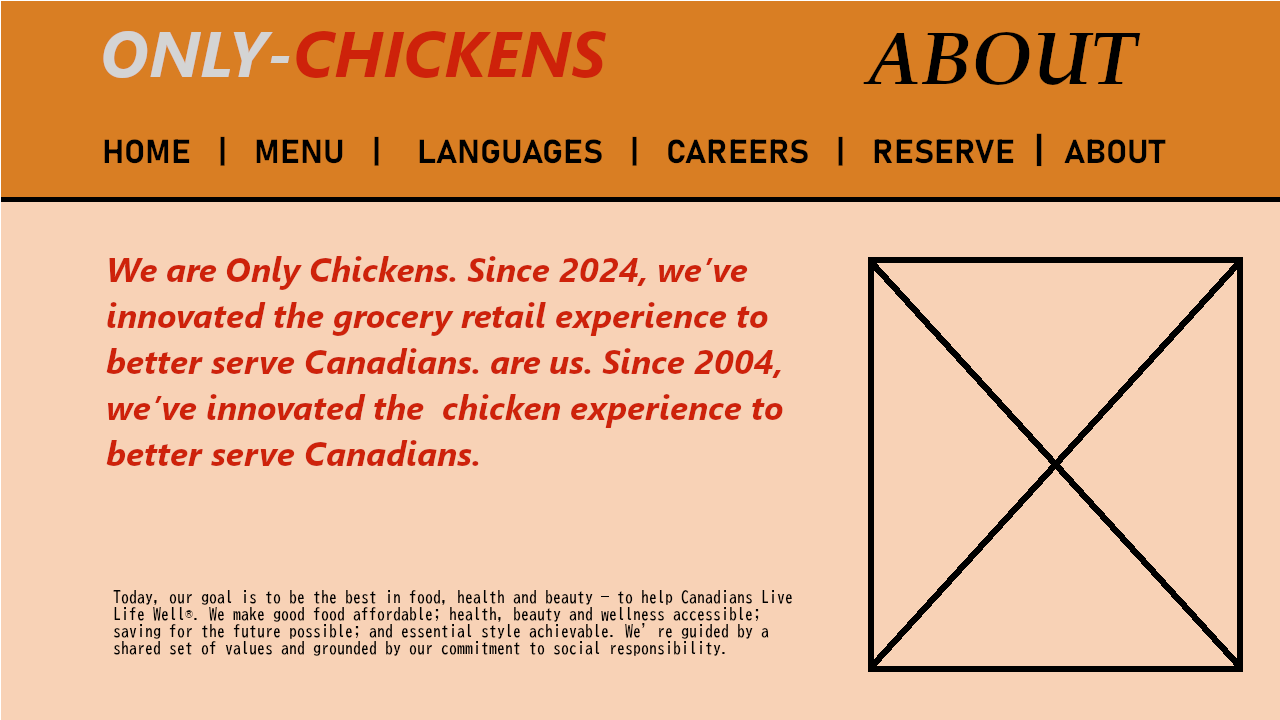 ONLY-CHICKENS
ABOUT
HOME | MENU | LANGUAGES | CAREERS | RESERVE | ABOUT
We are Only Chickens. Since 2024, we’ve
innovated the grocery retail experience to
better serve Canadians. are us. Since 2004,
we’ve innovated the  chicken experience to
better serve Canadians.
Today, our goal is to be the best in food, health and beauty – to help Canadians Live
Life Well®. We make good food affordable; health, beauty and wellness accessible;
saving for the future possible; and essential style achievable. We’re guided by a
shared set of values and grounded by our commitment to social responsibility.